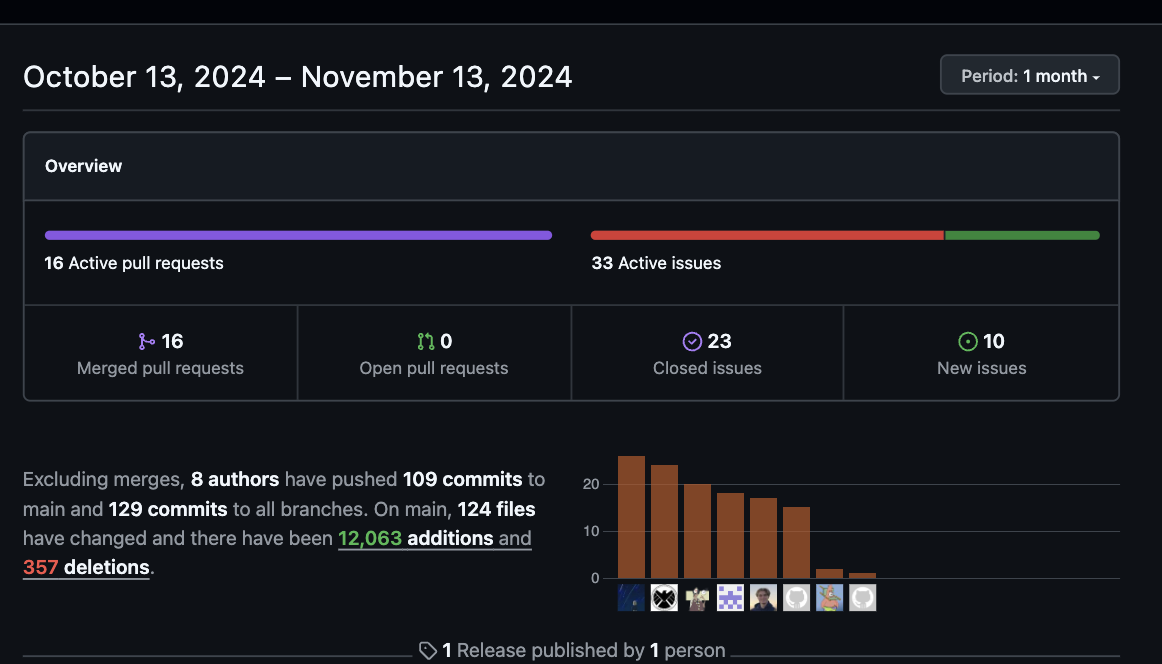 October 13, 2024 – November 13, 2024
Period: 1 month
Overview
16 Active pull requests
33 Active issues
16
Merged pull requests
0
Open pull requests
23
Closed issues
10
New issues
Excluding merges, 8 authors have pushed 109 commits to
main and 129 commits to all branches. On main, 124 files
have changed and there have been 12,063 additions and
357 deletions.
20
10
0
1 Release published by 1 person